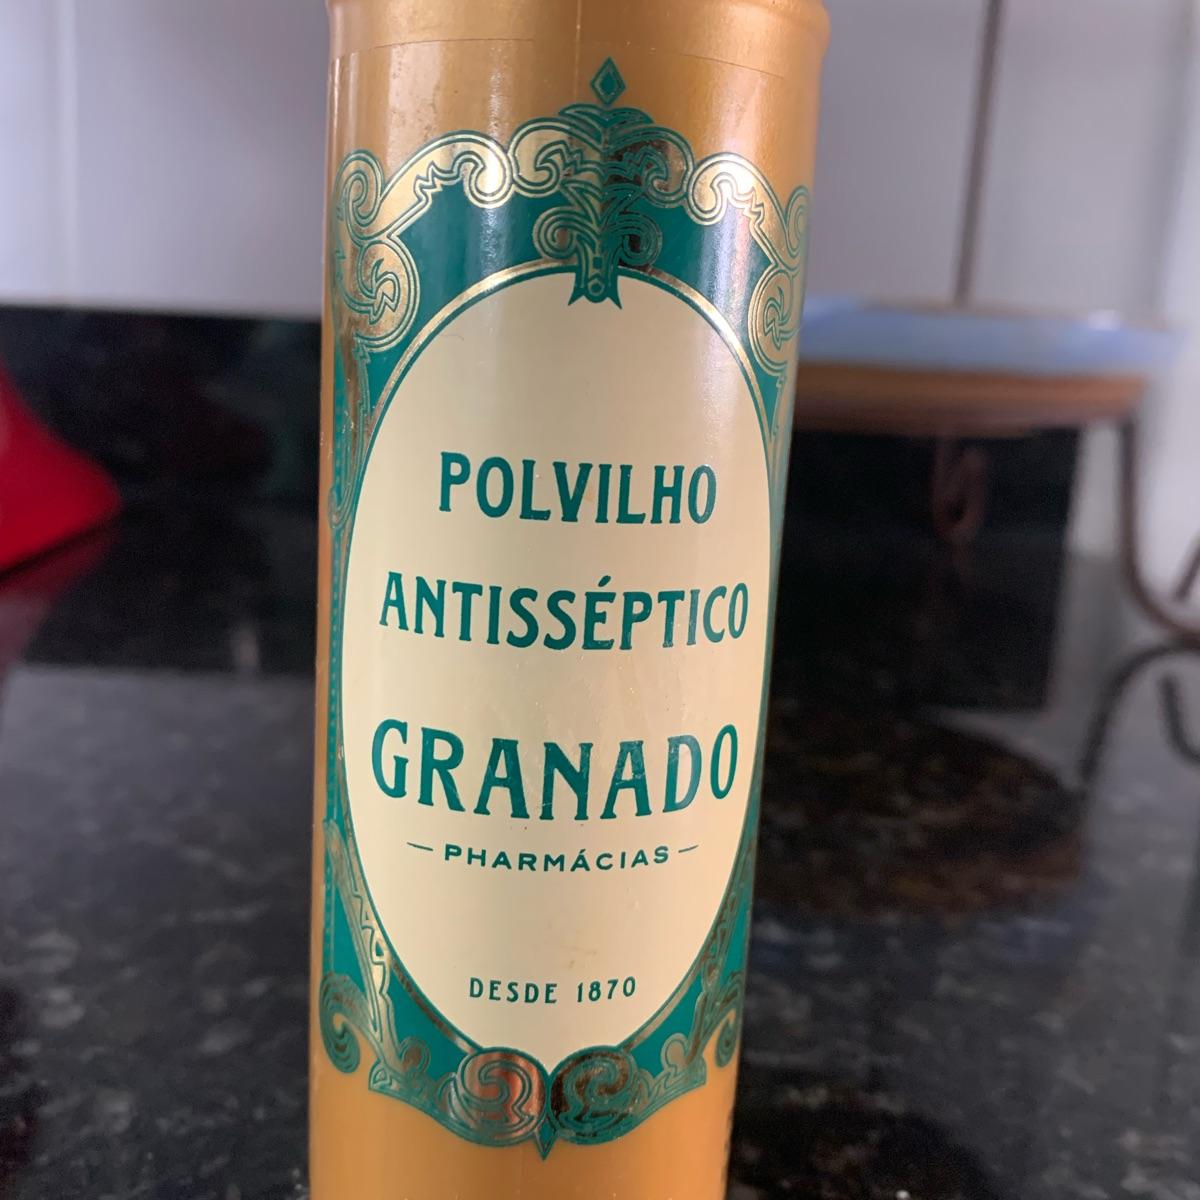 POLVILHO
ANTISSÉPTICO
GRANADO
PHARMÁCIAS
DESDE 1870